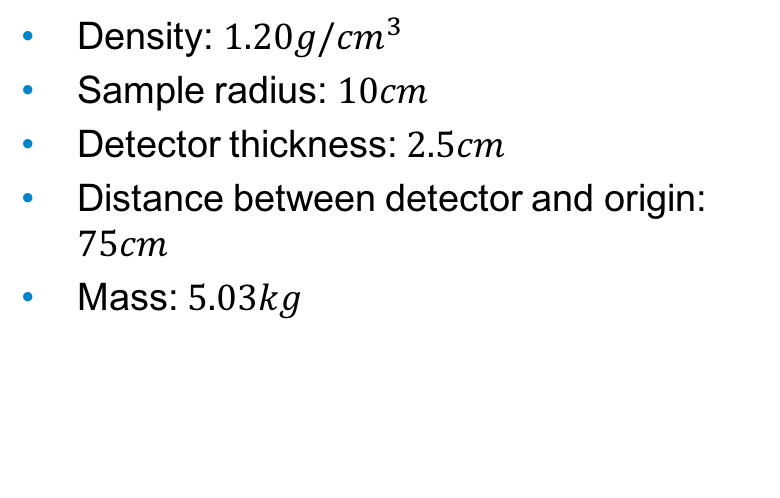 • Density: 1.20g/cm³
• Sample radius: 10cm
• Detector thickness: 2.5cm
• Distance between detector and origin:
75cm
• Mass: 5.03kg